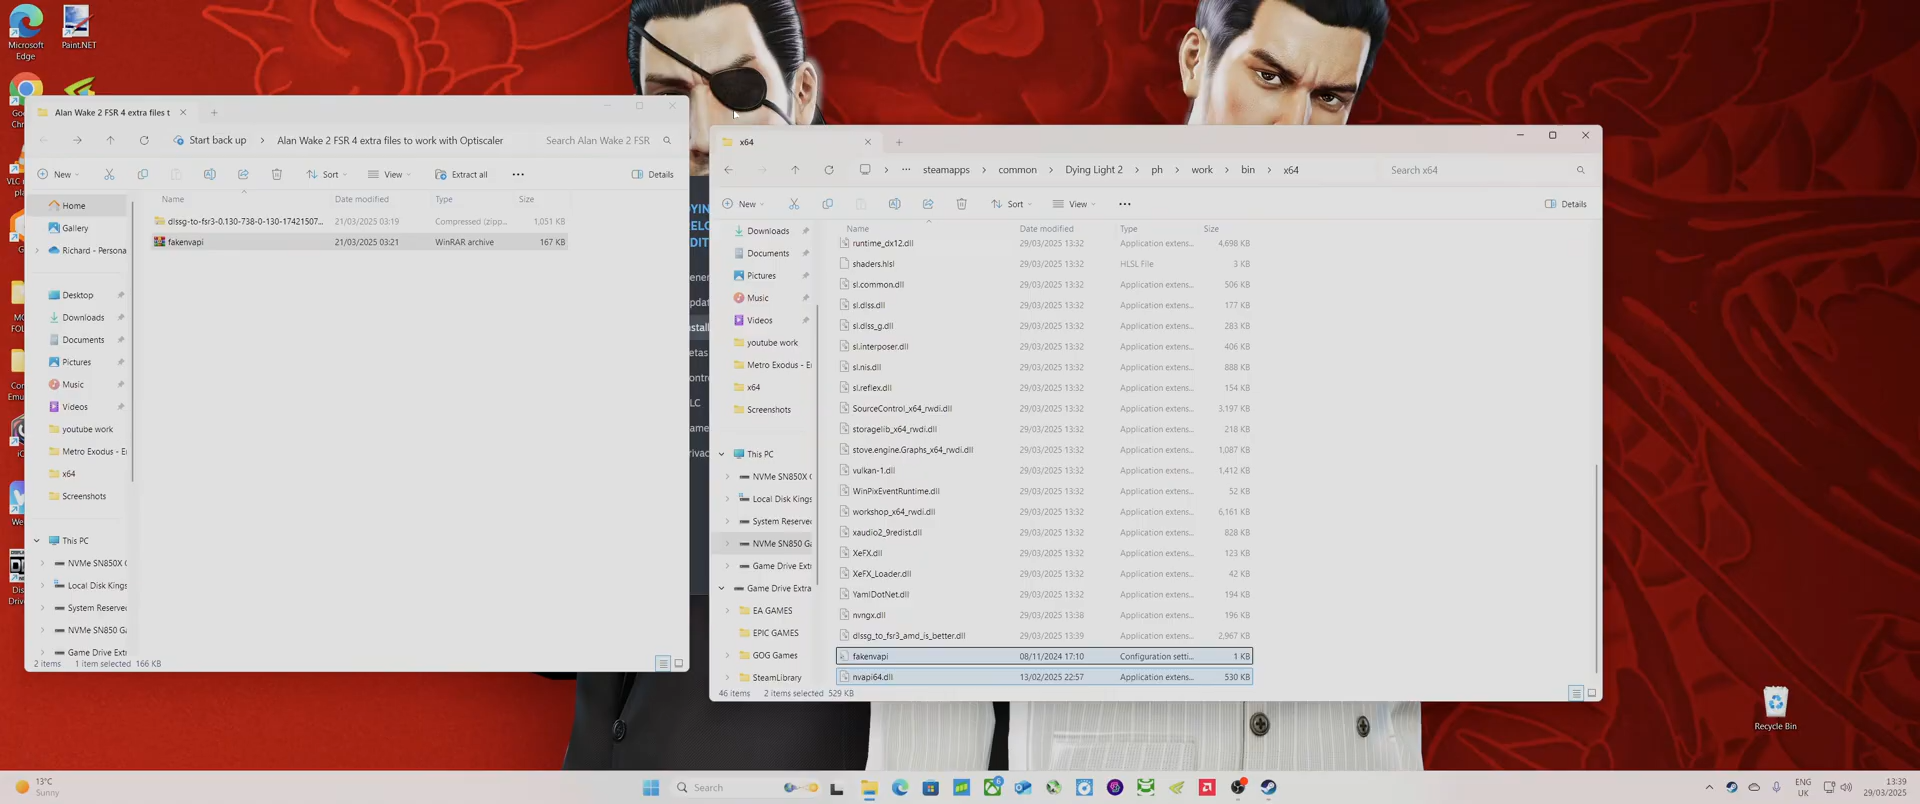 Microsoft
Edge
Paint.NET
Alan Wake 2 FSR 4 extra files t
Start back up
Alan Wake 2 FSR 4 extra files to work with Optiscaler
Search Alan Wake 2 FSR
New
Sort
View
Extract all
Details
Name
Date modified
Type
Size
Home
Gallery
Richard - Persona
Desktop
Downloads
Documents
Pictures
Music
Videos
youtube work
Metro Exodus - E
x64
Screenshots
This PC
NVMe SN850X
Local Disk Kings
System Reserve
NVMe SN850 G
Game Drive Ext
dlssg-to-fsr3-0.130-738-0-130-17421507...
21/03/2025 03:19
Compressed (zipp...
1,051 KB
fakenvapi
21/03/2025 03:21
WinRAR archive
167 KB
2 items
1 item selected 166 KB
x64
steamapps
common
Dying Light 2
ph
work
bin
x64
Search x64
New
Sort
View
Details
Downloads
Documents
Pictures
Music
Videos
youtube work
Metro Exodus - E
x64
Screenshots
This PC
NVMe SN850X
Local Disk Kings
System Reserve
NVMe SN850 G
Game Drive Ext
Game Drive Extra
EA GAMES
EPIC GAMES
GOG Games
SteamLibrary
Name
Date modified
Type
Size
runtime_dx12.dll 29/03/2025 13:32 Application extens... 4,698 KB
shaders.hlsl 29/03/2025 13:32 HLSL File 3 KB
sl.common.dll 29/03/2025 13:32 Application extens... 506 KB
sl.dlss.dll 29/03/2025 13:32 Application extens... 177 KB
sl.dlss_g.dll 29/03/2025 13:32 Application extens... 283 KB
sl.interposer.dll 29/03/2025 13:32 Application extens... 406 KB
sl.nis.dll 29/03/2025 13:32 Application extens... 888 KB
sl.reflex.dll 29/03/2025 13:32 Application extens... 154 KB
SourceControl_x64_rwdi.dll 29/03/2025 13:32 Application extens... 3,197 KB
storagelib_x64_rwdi.dll 29/03/2025 13:32 Application extens... 218 KB
stove.engine.Graphs_x64_rwdi.dll 29/03/2025 13:32 Application extens... 1,087 KB
vulkan-1.dll 29/03/2025 13:32 Application extens... 1,412 KB
WinPixEventRuntime.dll 29/03/2025 13:32 Application extens... 52 KB
workshop_x64_rwdi.dll 29/03/2025 13:32 Application extens... 6,161 KB
xaudio2_9redist.dll 29/03/2025 13:32 Application extens... 828 KB
XeFX.dll 29/03/2025 13:32 Application extens... 123 KB
XeFX_Loader.dll 29/03/2025 13:32 Application extens... 42 KB
YamlDotNet.dll 29/03/2025 13:32 Application extens... 194 KB
nvngx.dll 29/03/2025 13:38 Application extens... 196 KB
dlssg_to_fsr3_amd_is_better.dll 29/03/2025 13:39 Application extens... 2,967 KB
fakenvapi 08/11/2024 17:10 Configuration setti... 1 KB
nvapi64.dll 13/02/2025 22:57 Application extens... 530 KB
46 items
2 items selected 529 KB
Recycle Bin
13°C
Sunny
Search
6
ENG
UK
13:39
29/03/2025